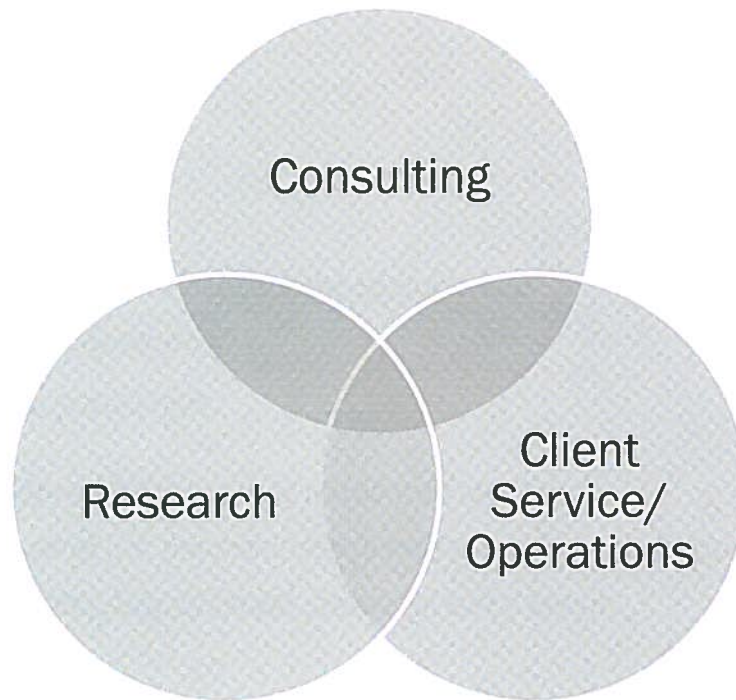 Consulting
Research
Client
Service/
Operations